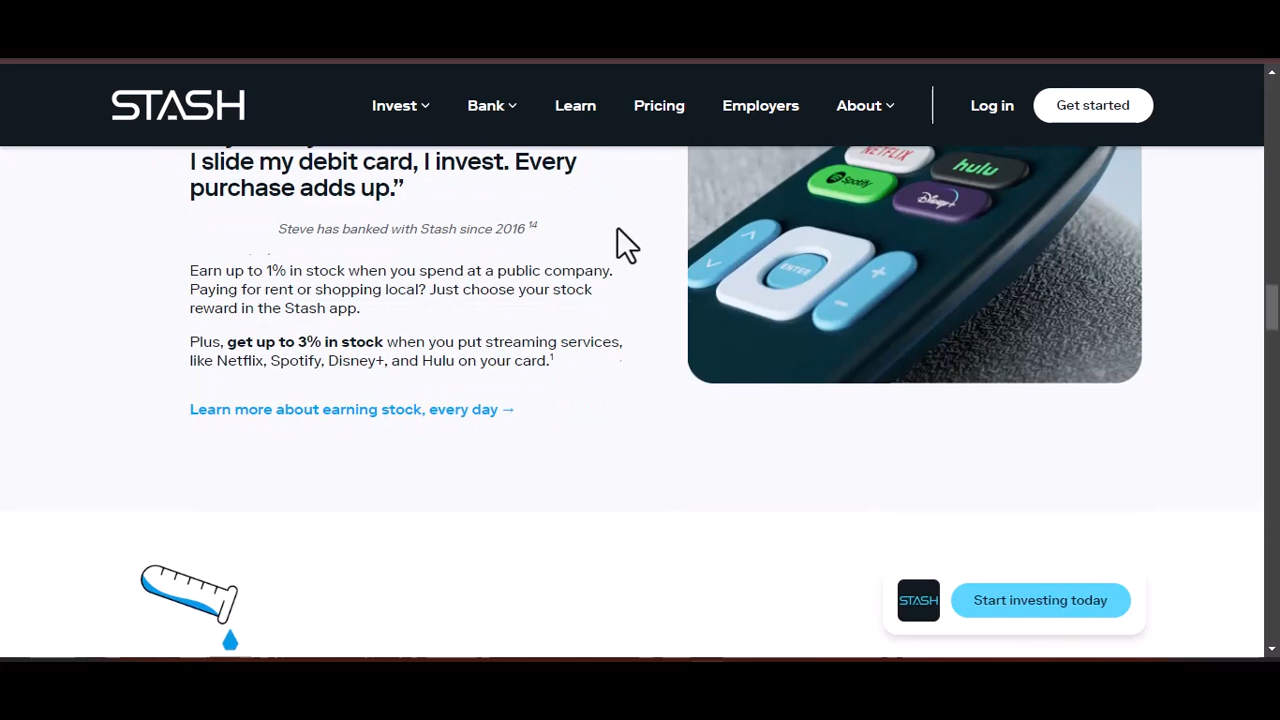 STASH
Invest
Bank
Learn
Pricing
Employers
About
Log in
Get started
I slide my debit card, I invest. Every
purchase adds up.”
Steve has banked with Stash since 2016 14
Earn up to 1% in stock when you spend at a public company.
Paying for rent or shopping local? Just choose your stock
reward in the Stash app.
Plus, get up to 3% in stock when you put streaming services,
like Netflix, Spotify, Disney+, and Hulu on your card.1
Learn more about earning stock, every day →
NETFLIX
hulu
Spotify
Disney+
ENTER
STASH
Start investing today